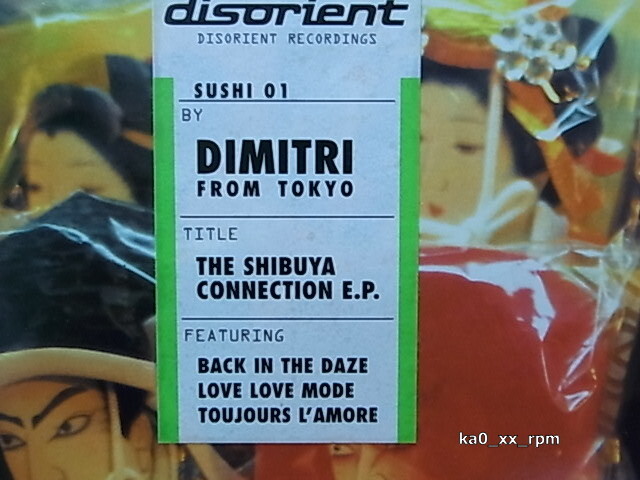 disorient
DISORIENT RECORDINGS
SUSHI 01
BY
DIMITRI
FROM TOKYO
TITLE
THE SHIBUYA
CONNECTION E.P.
FEATURING
BACK IN THE DAZE
LOVE LOVE MODE
TOUJOURS L'AMORE
ka0_xx_rpm